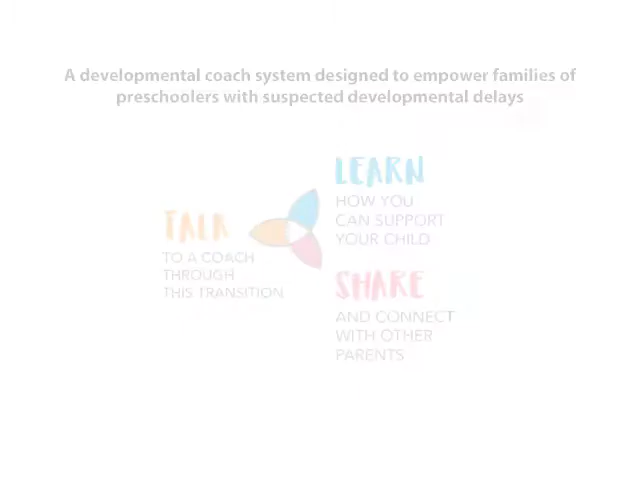 A developmental coach system designed to empower families of
preschoolers with suspected developmental delays
LEARN
HOW YOU
CAN SUPPORT
YOUR CHILD
TALK
TO A COACH
THROUGH
THIS TRANSITION
SHARE
AND CONNECT
WITH OTHER
PARENTS